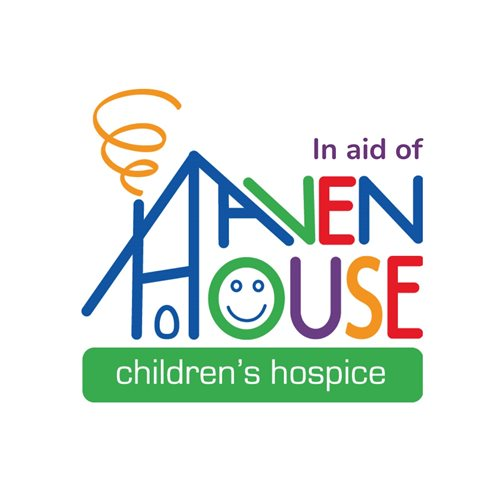 In aid of
HAVEN
HOUSE
children's hospice